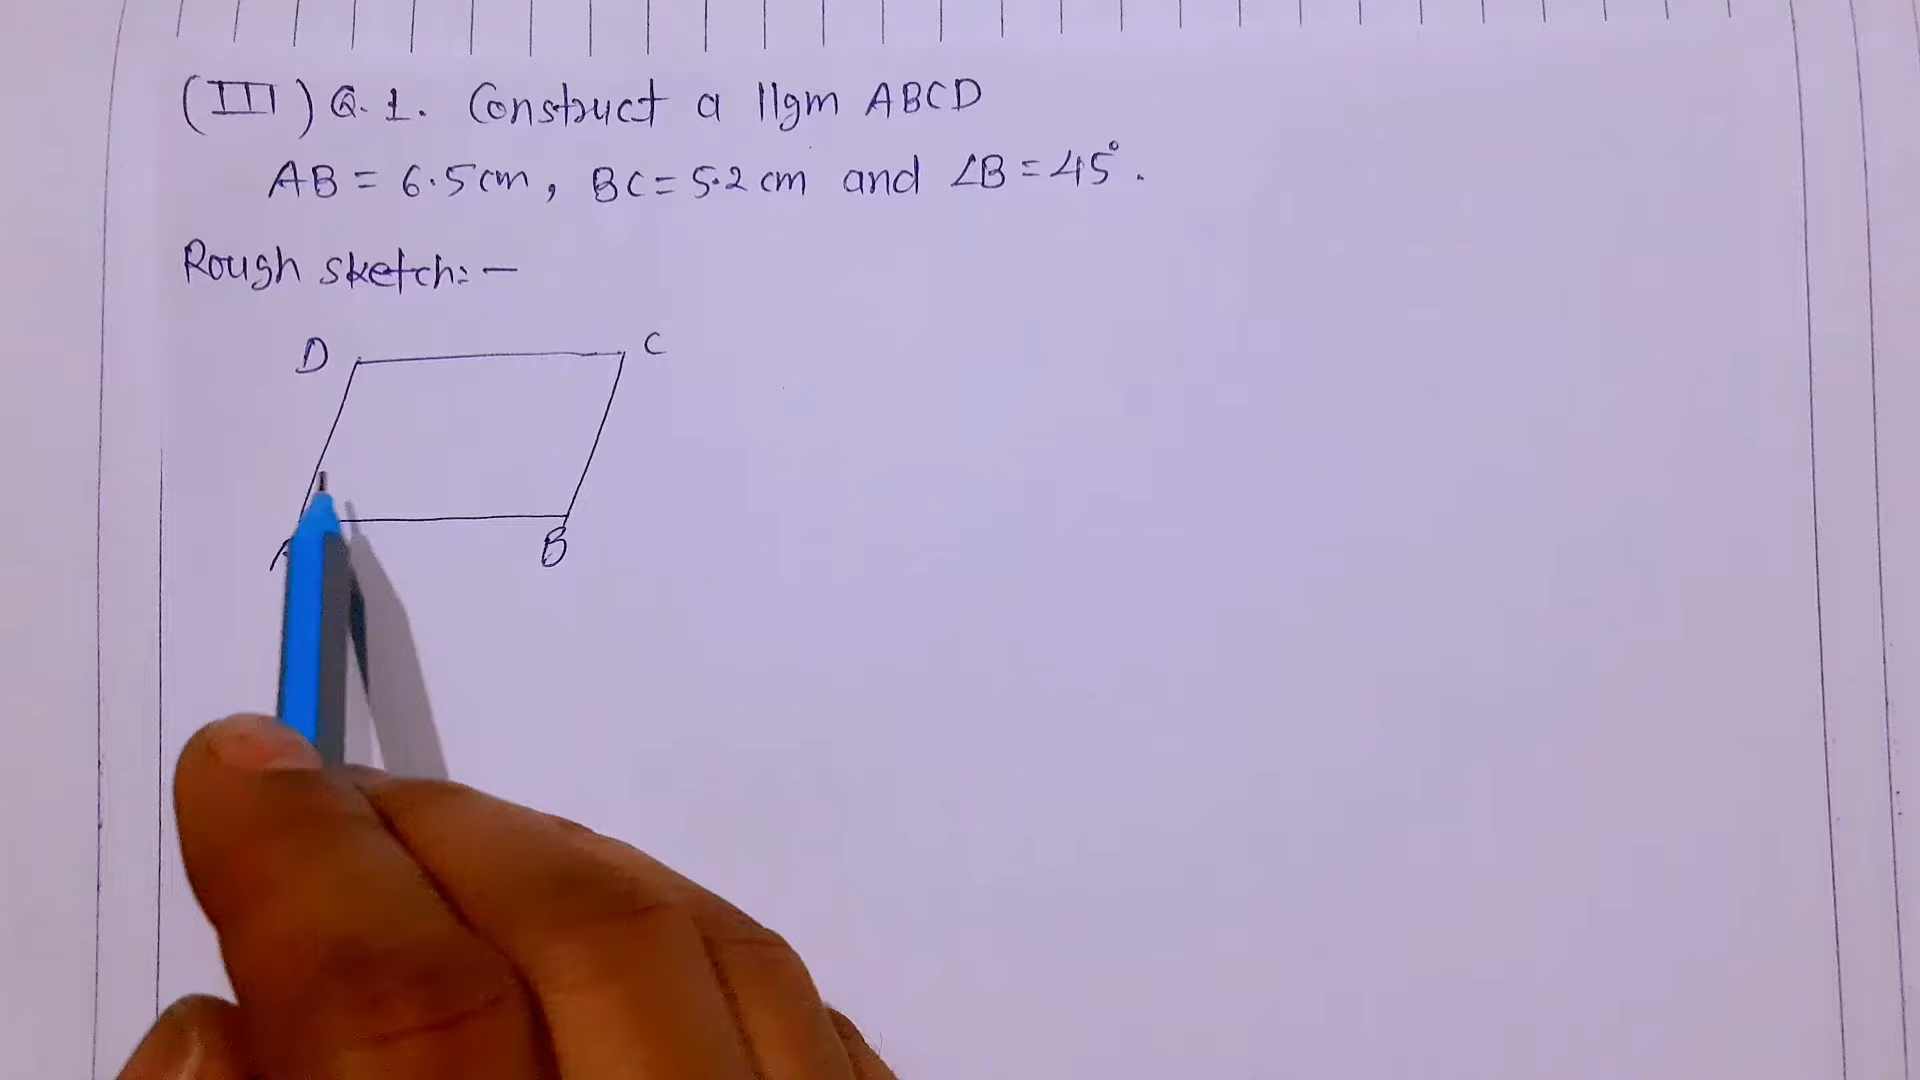 (III) Q.1. Construct a llgm ABCD
AB = 6.5 cm, BC = 5.2 cm and ∠B = 45°.
Rough sketch:-
D C
A B